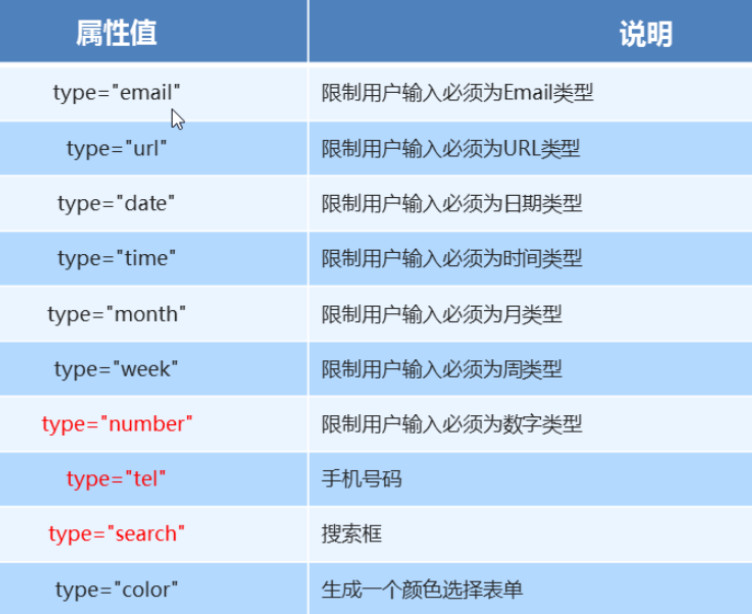 属性值 说明
type="email" 限制用户输入必须为Email类型
type="url" 限制用户输入必须为URL类型
type="date" 限制用户输入必须为日期类型
type="time" 限制用户输入必须为时间类型
type="month" 限制用户输入必须为月类型
type="week" 限制用户输入必须为周类型
type="number" 限制用户输入必须为数字类型
type="tel" 手机号码
type="search" 搜索框
type="color" 生成一个颜色选择表单